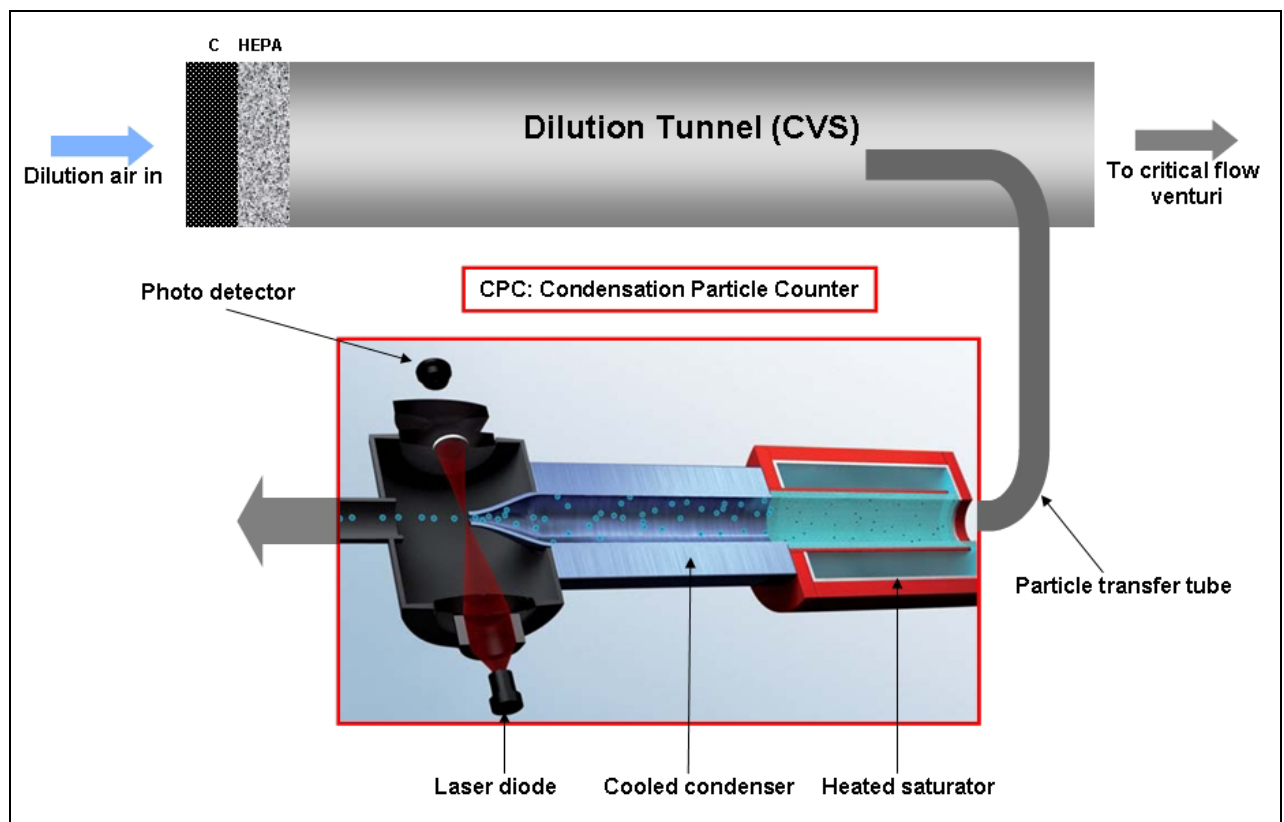 C HEPA
Dilution Tunnel (CVS)
Dilution air in
To critical flow
venturi
CPC: Condensation Particle Counter
Photo detector
Particle transfer tube
Laser diode
Cooled condenser
Heated saturator